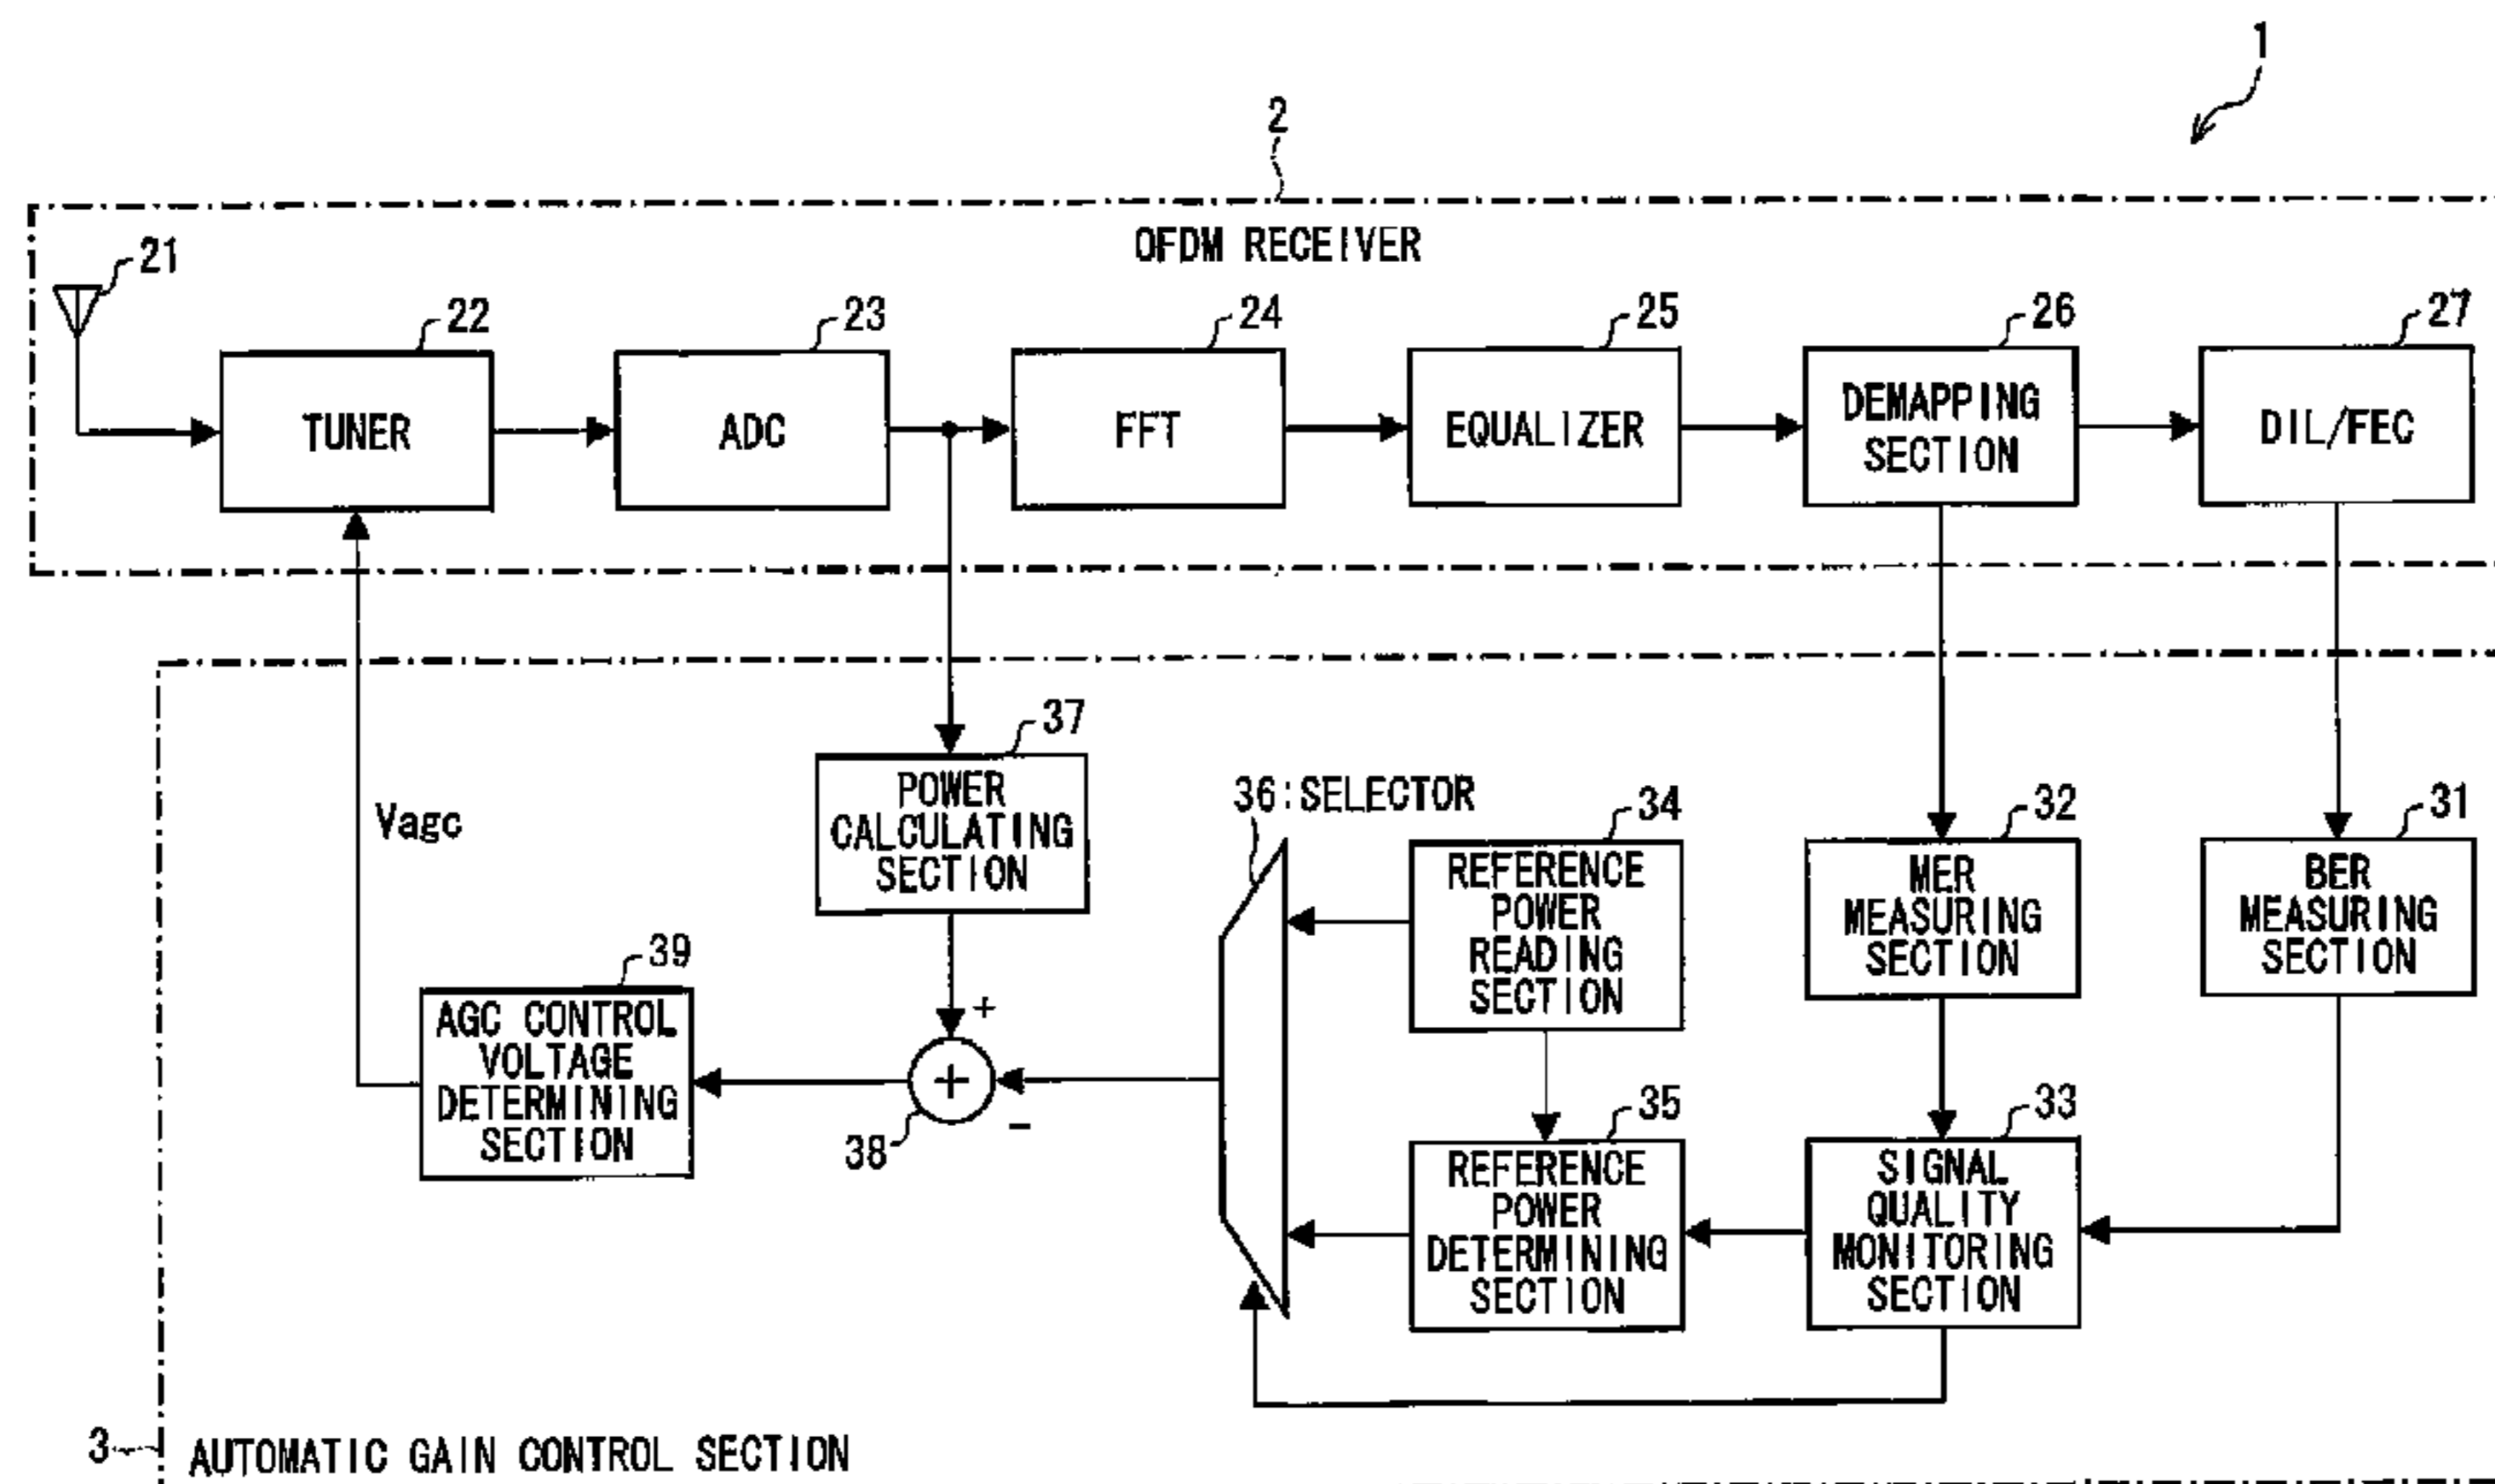 1
2
OFDM RECEIVER
21
22
23
24
25
26
27
TUNER
ADC
FFT
EQUALIZER
DEMAPPING
SECTION
DIL/FEC
Vagc
37
POWER
CALCULATING
SECTION
36:SELECTOR
34
REFERENCE
POWER
READING
SECTION
32
MER
MEASURING
SECTION
31
BER
MEASURING
SECTION
39
AGC CONTROL
VOLTAGE
DETERMINING
SECTION
+
+
38
-
35
REFERENCE
POWER
DETERMINING
SECTION
33
SIGNAL
QUALITY
MONITORING
SECTION
3
AUTOMATIC GAIN CONTROL SECTION